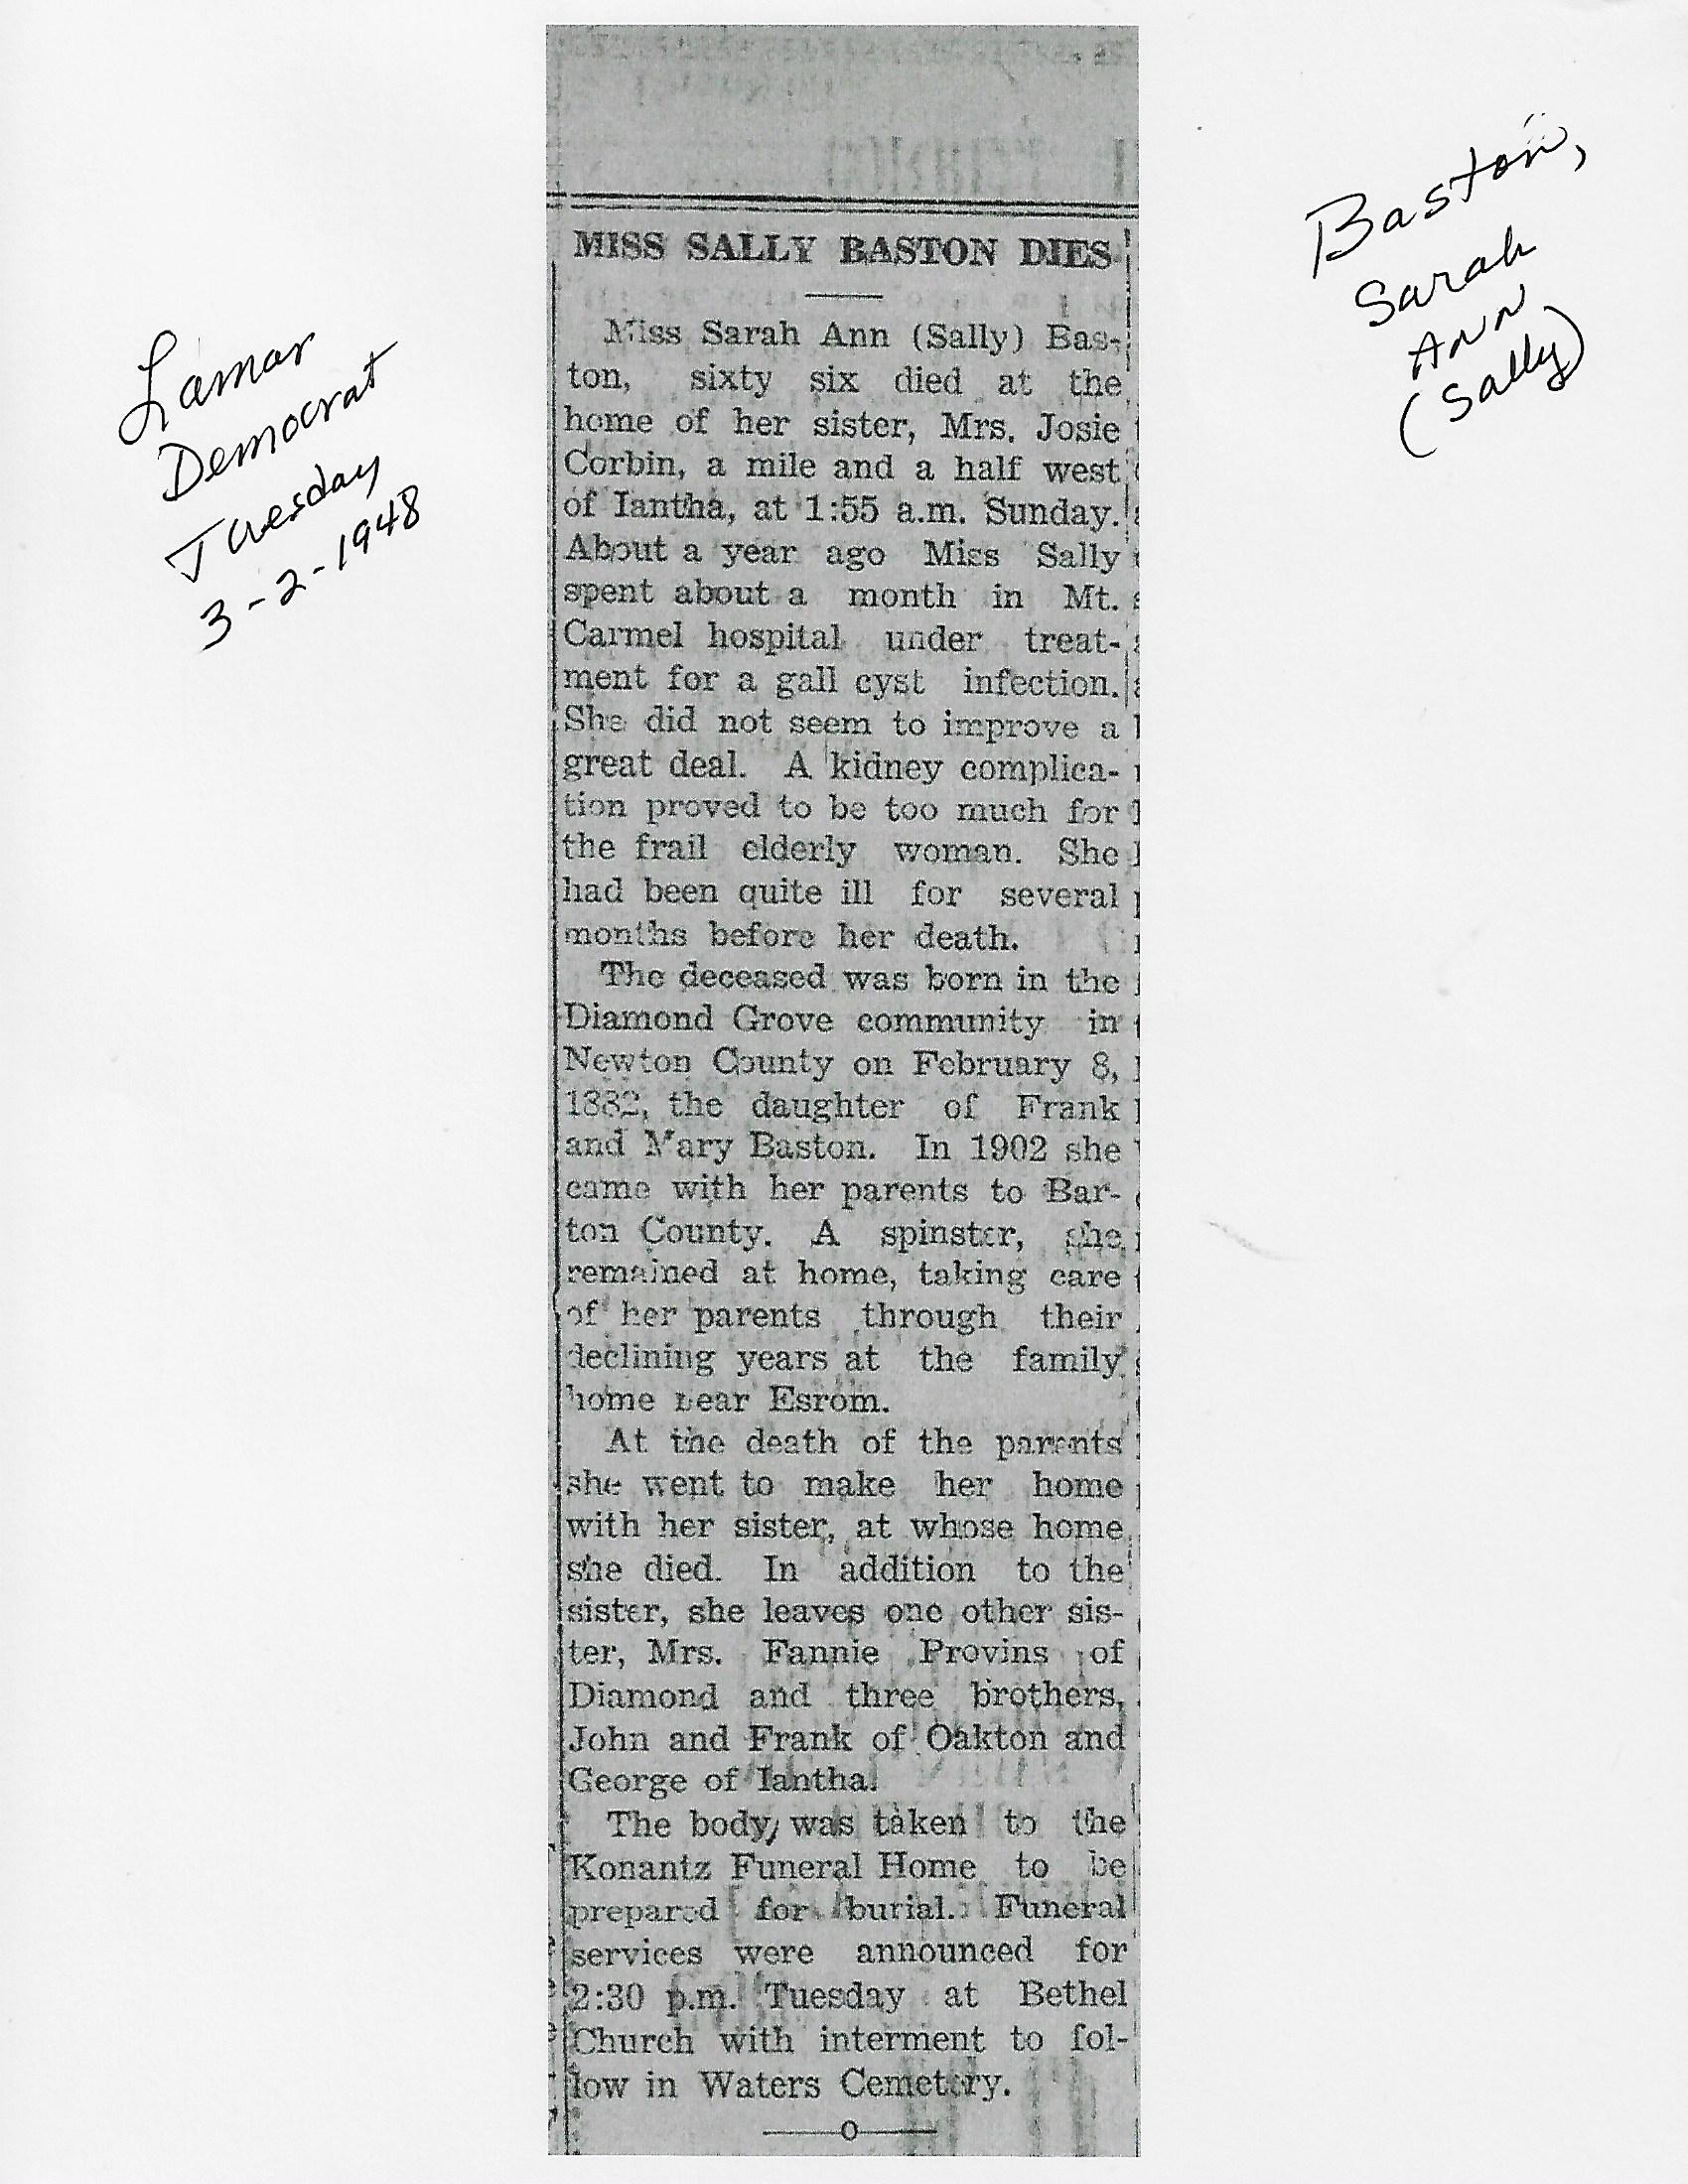 Lamar
Democrat
Tuesday
3-2-1948
Baston,
Sarah
Ann
(Sally)
MISS SALLY BASTON DIES
Miss Sarah Ann (Sally) Bas-
ton, sixty six died at the
home of her sister, Mrs. Josie
Corbin, a mile and a half west
of Iantha, at 1:55 a.m. Sunday.
About a year ago Miss Sally
spent about a month in Mt.
Carmel hospital under treat-
ment for a gall cyst infection.
She did not seem to improve a
great deal. A kidney complica-
tion proved to be too much for
the frail elderly woman. She
had been quite ill for several
months before her death.
The deceased was born in the
Diamond Grove community in
Newton County on February 8,
1882, the daughter of Frank
and Mary Baston. In 1902 she
came with her parents to Bar-
ton County. A spinster, she
remained at home, taking care
of her parents through their
declining years at the family
home near Esrom.
At the death of the parents
she went to make her home
with her sister, at whose home
she died. In addition to the
sister, she leaves one other sis-
ter, Mrs. Fannie Provins of
Diamond and three brothers,
John and Frank of Oakton and
George of Iantha.
The body was taken to the
Konantz Funeral Home to be
prepared for burial. Funeral
services were announced for
2:30 p.m. Tuesday at Bethel
Church with interment to fol-
low in Waters Cemetery.